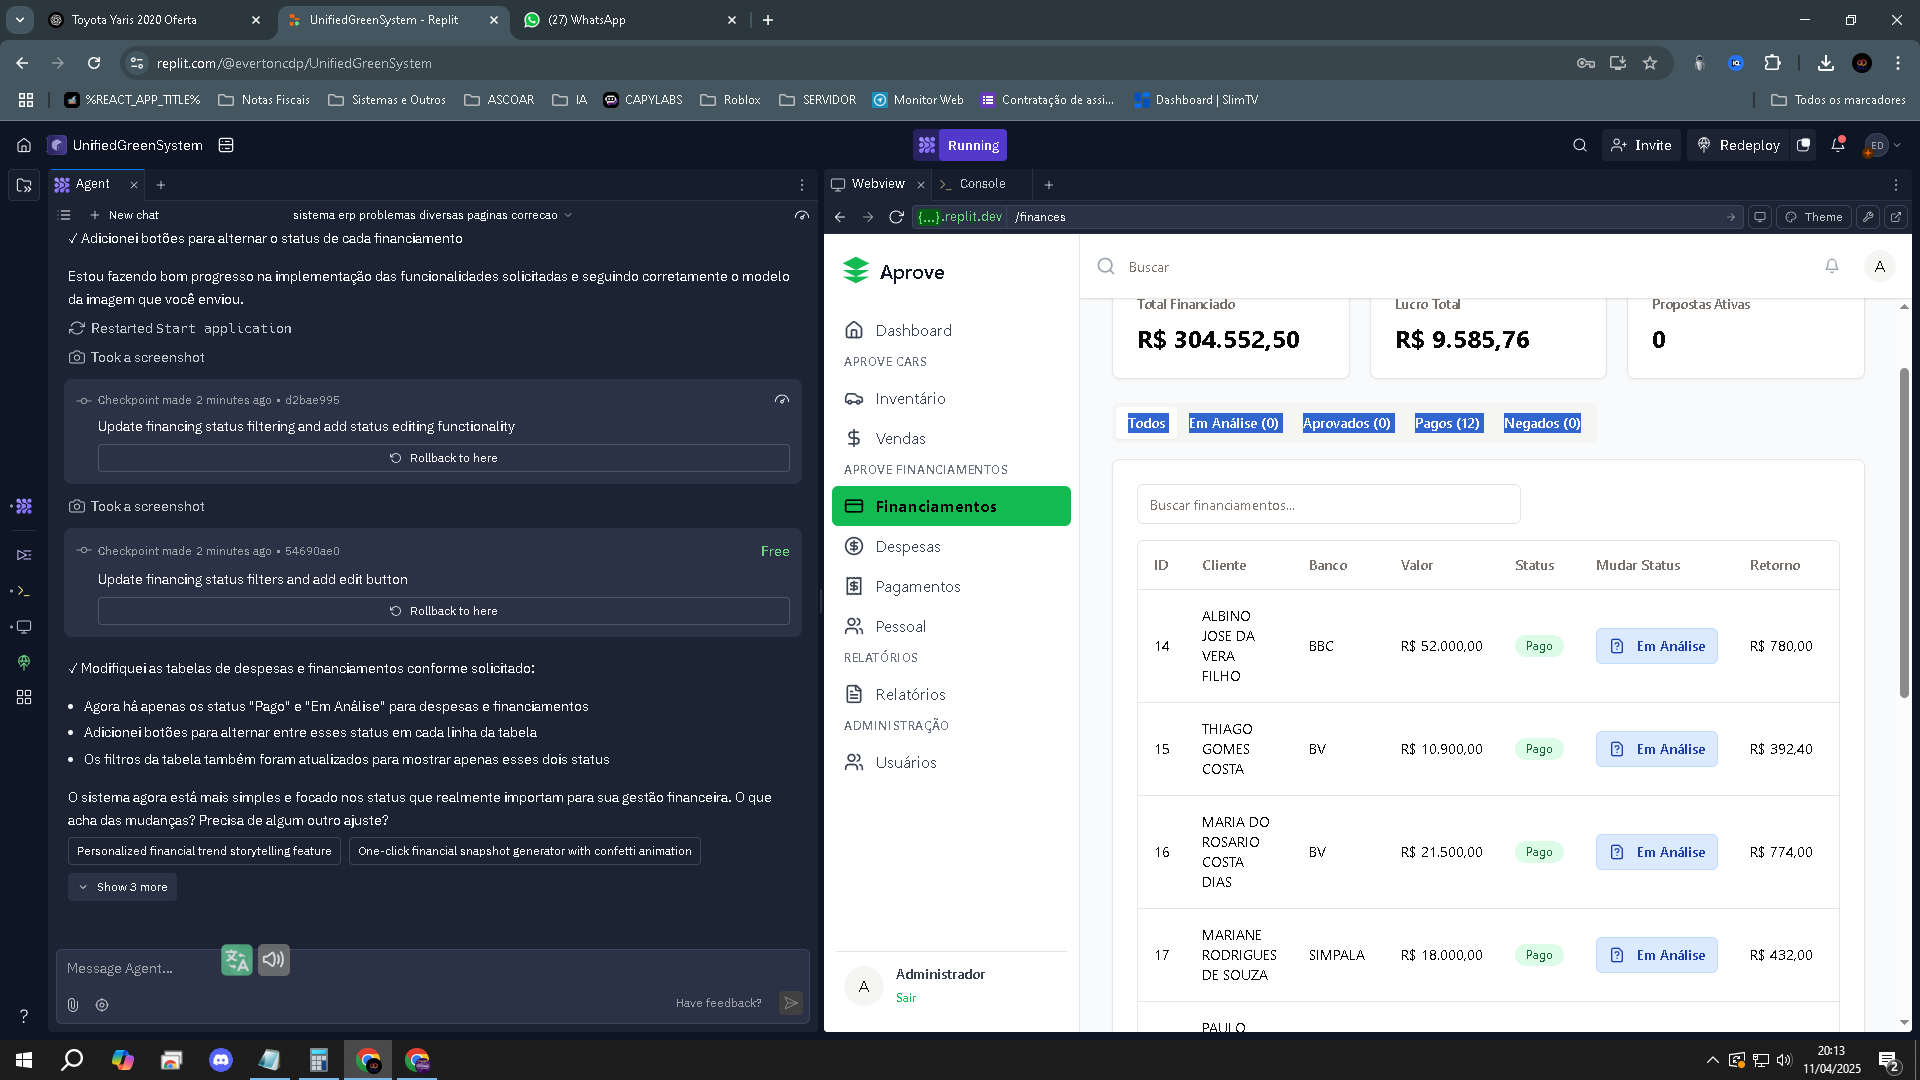 Toyota Yaris 2020 Oferta
UnifiedGreenSystem - Replit
(27) WhatsApp
replit.com/@evertoncdp/UnifiedGreenSystem
%REACT_APP_TITLE%
Notas Fiscais
Sistemas e Outros
ASCOAR
IA
CAPYLABS
Roblox
SERVIDOR
Monitor Web
Contratação de assi...
Dashboard | SlimTV
Todos os marcadores
UnifiedGreenSystem
Running
Invite
Redeploy
ED
Agent
New chat
sistema erp problemas diversas paginas correcao
✓ Adicionei botões para alternar o status de cada financiamento
Estou fazendo bom progresso na implementação das funcionalidades solicitadas e seguindo corretamente o modelo
da imagem que você enviou.
Restarted Start application
Took a screenshot
Checkpoint made 2 minutes ago • d2bae995
Update financing status filtering and add status editing functionality
Rollback to here
Took a screenshot
Checkpoint made 2 minutes ago • 54690ae0
Free
Update financing status filters and add edit button
Rollback to here
✓ Modifiquei as tabelas de despesas e financiamentos conforme solicitado:
• Agora há apenas os status "Pago" e "Em Análise" para despesas e financiamentos
• Adicionei botões para alternar entre esses status em cada linha da tabela
• Os filtros da tabela também foram atualizados para mostrar apenas esses dois status
O sistema agora está mais simples e focado nos status que realmente importam para sua gestão financeira. O que
acha das mudanças? Precisa de algum outro ajuste?
Personalized financial trend storytelling feature
One-click financial snapshot generator with confetti animation
Show 3 more
Message Agent...
Have feedback?
Webview
Console
{...}.replit.dev
/finances
Theme
Aprove
Dashboard
APROVE CARS
Inventário
Vendas
APROVE FINANCIAMENTOS
Financiamentos
Despesas
Pagamentos
Pessoal
RELATÓRIOS
Relatórios
ADMINISTRAÇÃO
Usuários
A
Administrador
Sair
Buscar
A
Total Financiado
R$ 304.552,50
Lucro Total
R$ 9.585,76
Propostas Ativas
0
Todos
Em Análise (0)
Aprovados (0)
Pagos (12)
Negados (0)
Buscar financiamentos...
ID Cliente Banco Valor Status Mudar Status Retorno
14 ALBINO JOSE DA VERA FILHO BBC R$ 52.000,00 Pago Em Análise R$ 780,00
15 THIAGO GOMES COSTA BV R$ 10.900,00 Pago Em Análise R$ 392,40
16 MARIA DO ROSARIO COSTA DIAS BV R$ 21.500,00 Pago Em Análise R$ 774,00
17 MARIANE RODRIGUES DE SOUZA SIMPALA R$ 18.000,00 Pago Em Análise R$ 432,00
PAULO
20:13
11/04/2025
2